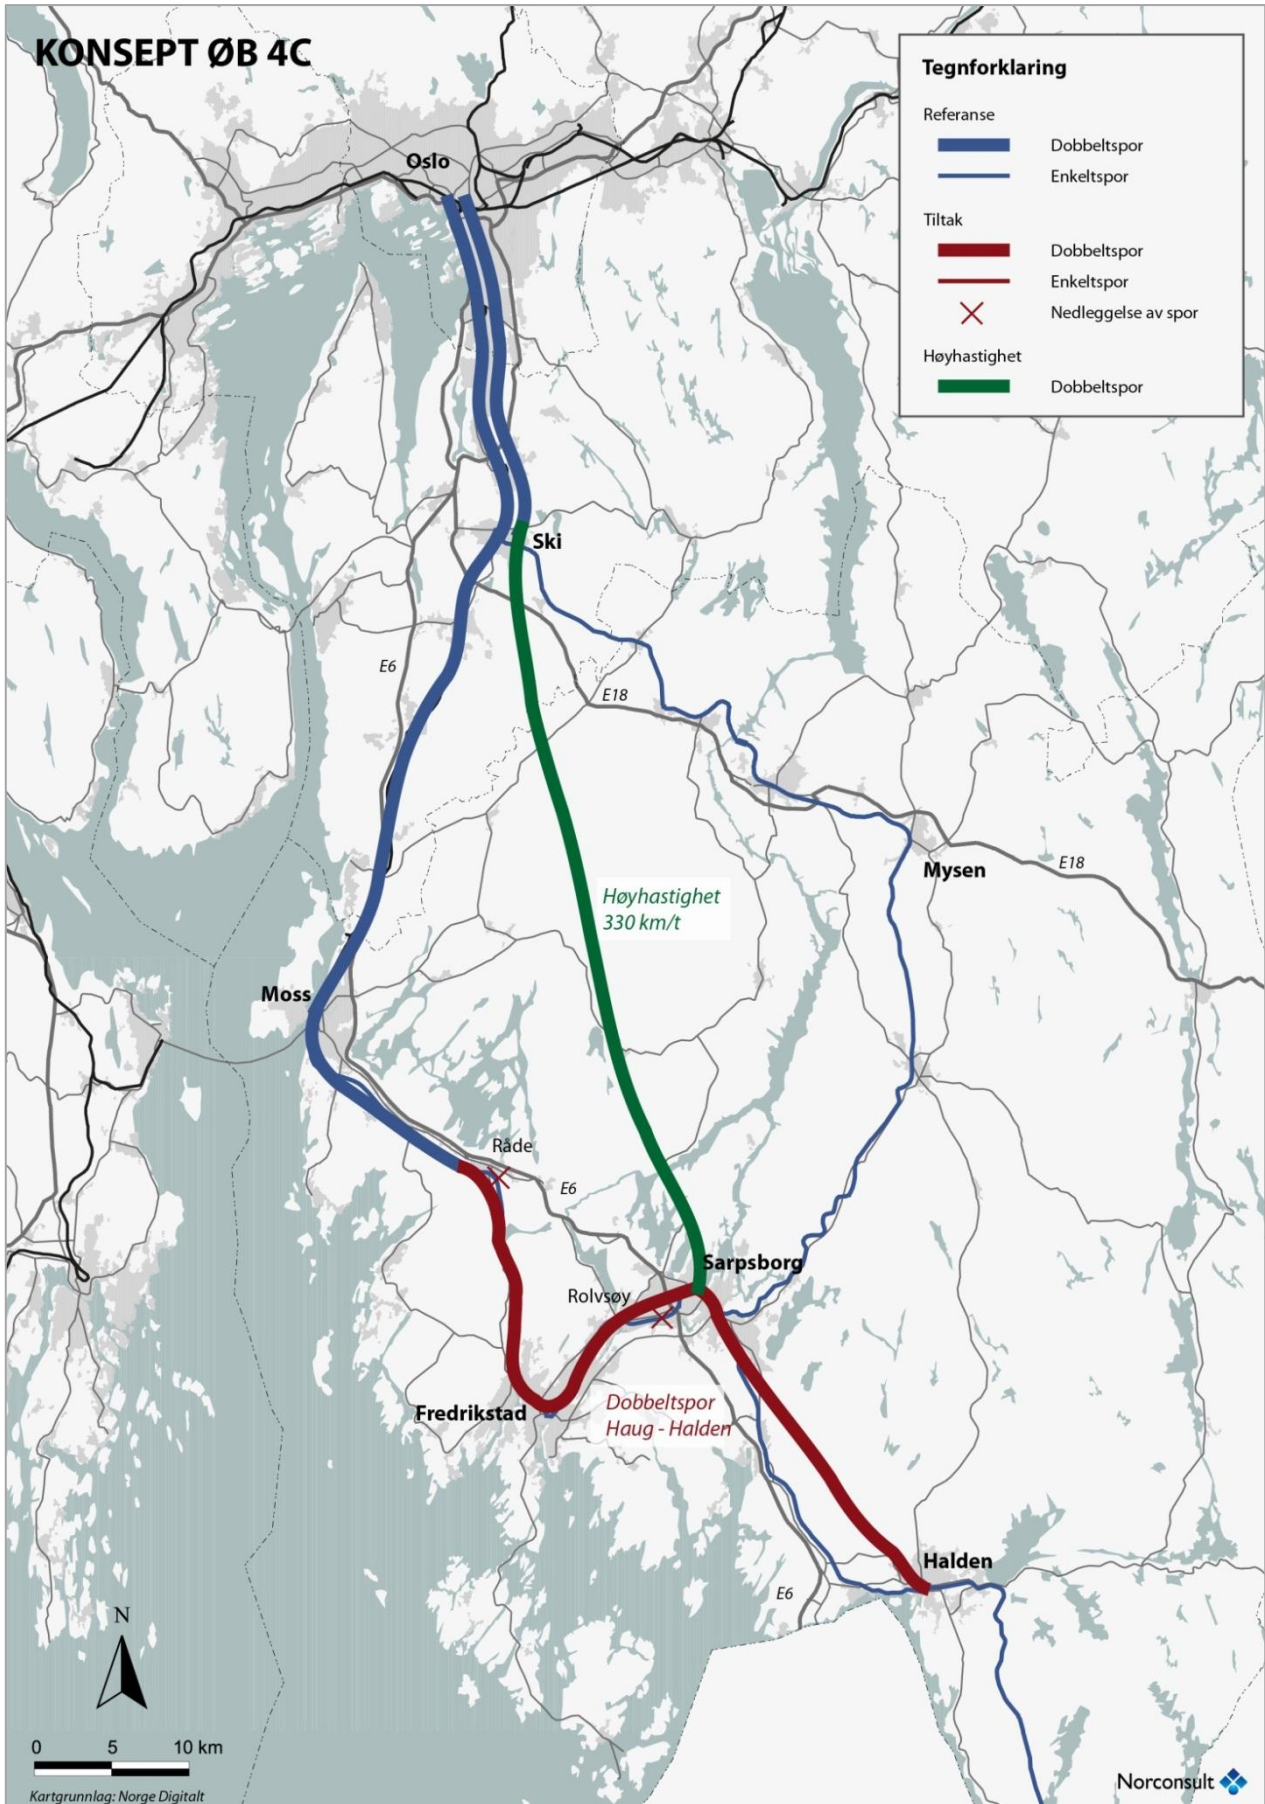 KONSEPT ØB 4C
Tegnforklaring
Referanse
Dobbeltspor
Enkeltspor
Tiltak
Dobbeltspor
Enkeltspor
Nedleggelse av spor
Høyhastighet
Dobbeltspor
Oslo
Ski
E6
E18
Mysen
E18
Høyhastighet
330 km/t
Moss
Råde
E6
Sarpsborg
Rolvsøy
Fredrikstad
Dobbeltspor
Haug - Halden
Halden
E6
N
0 5 10 km
Kartgrunnlag: Norge Digitalt
Norconsult